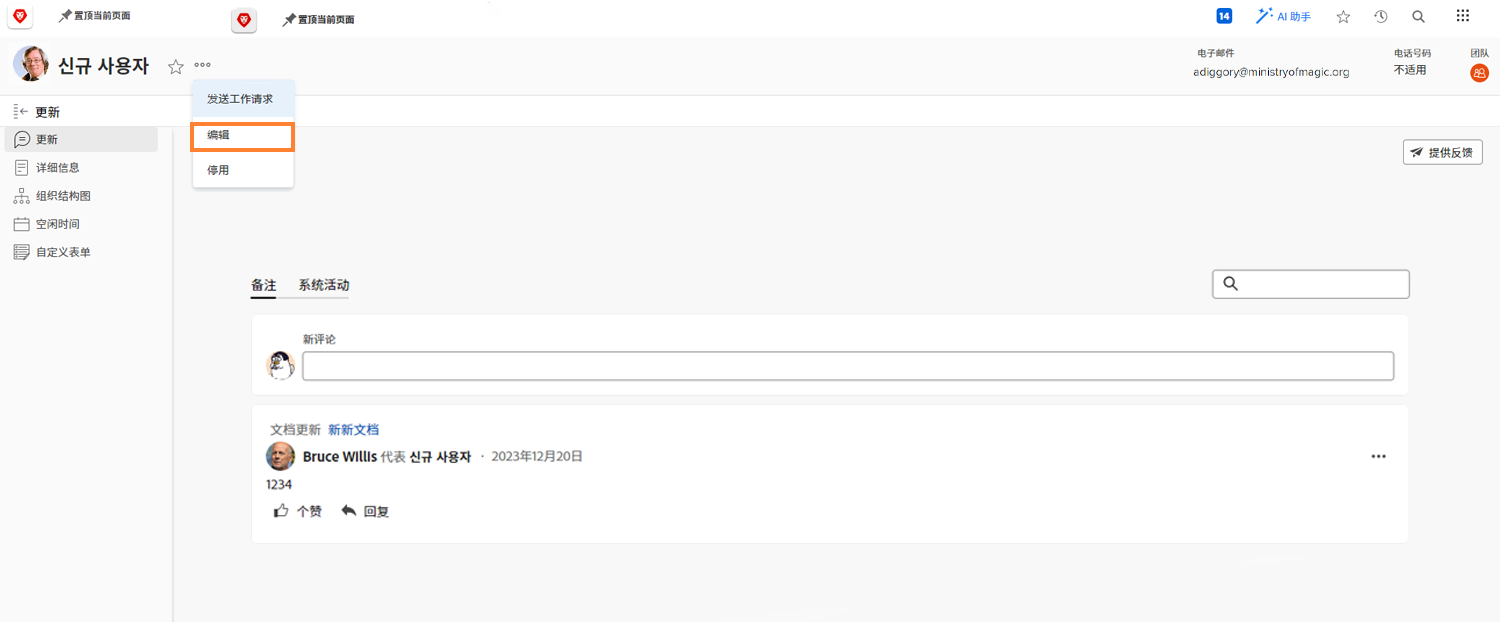 置顶当前页面
置顶当前页面
14
AI 助手
신규 사용자
电子邮件
adiggory@ministryofmagic.org
电话号码
不适用
团队
发送工作请求
编辑
停用
更新
更新
详细信息
组织结构图
空闲时间
自定义表单
提供反馈
备注
系统活动
新评论
文档更新 新新文档
Bruce Willis 代表 신규 사용자 · 2023年12月20日
1234
个赞
回复